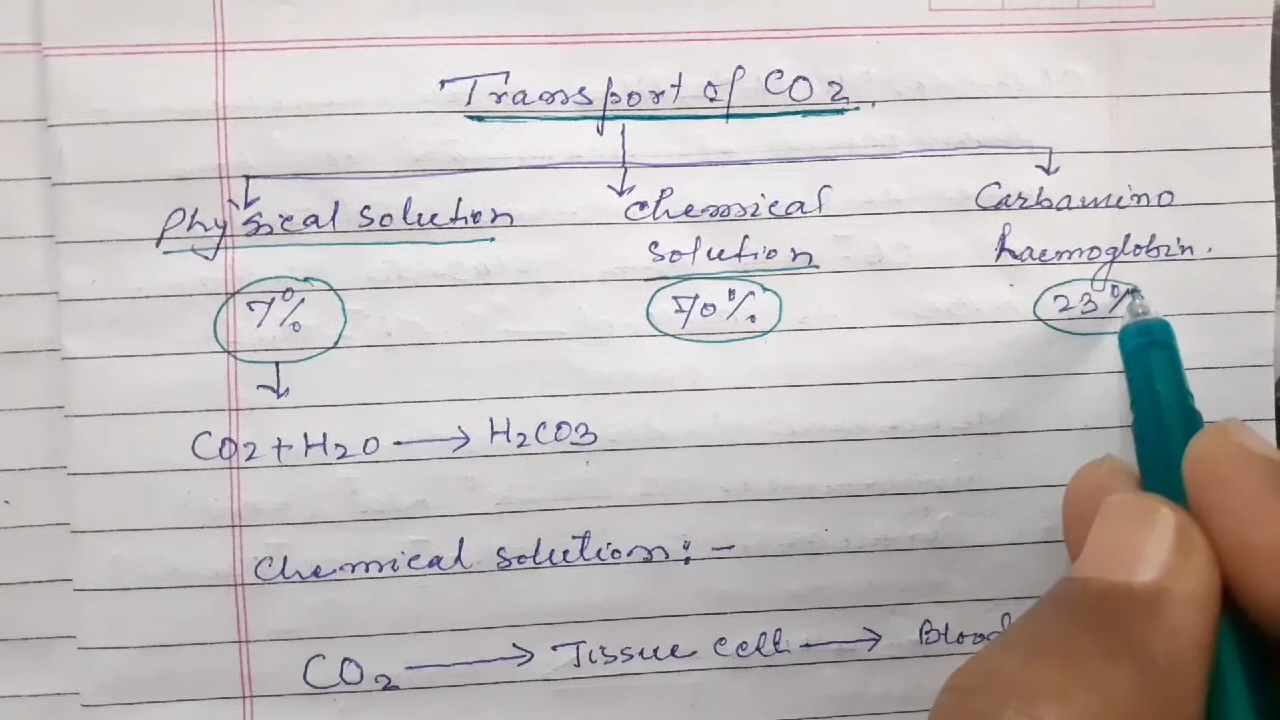 Transport of CO2
Physical solution
Chemical
solution
Carbamino
haemoglobin.
7%
70%
23%
CO2 + H2O → H2CO3
Chemical solution: -
CO2 → Tissue cell → Blood